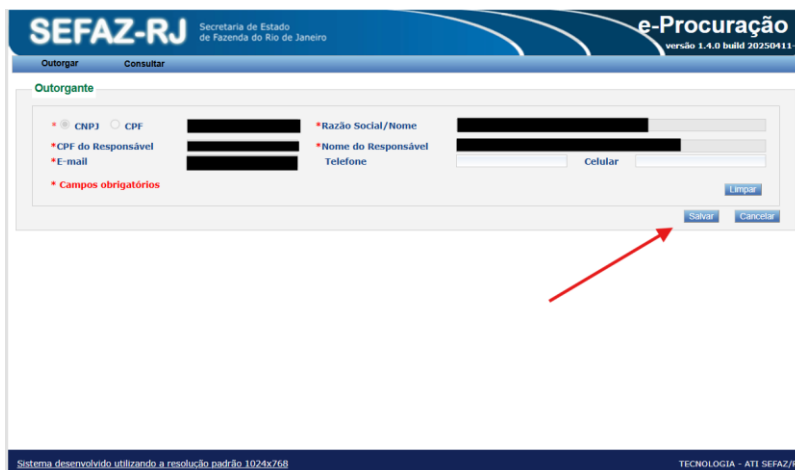 SEFAZ-RJ
Secretaria de Estado
de Fazenda do Rio de Janeiro
e-Procuração
versão 1.4.0 build 20250411-
Outorgar Consultar
Outorgante
* CNPJ CPF *Razão Social/Nome
*CPF do Responsável *Nome do Responsável
*E-mail Telefone Celular
* Campos obrigatórios
Limpar
Salvar Cancelar
Sistema desenvolvido utilizando a resolução padrão 1024x768 TECNOLOGIA - ATI SEFAZ/